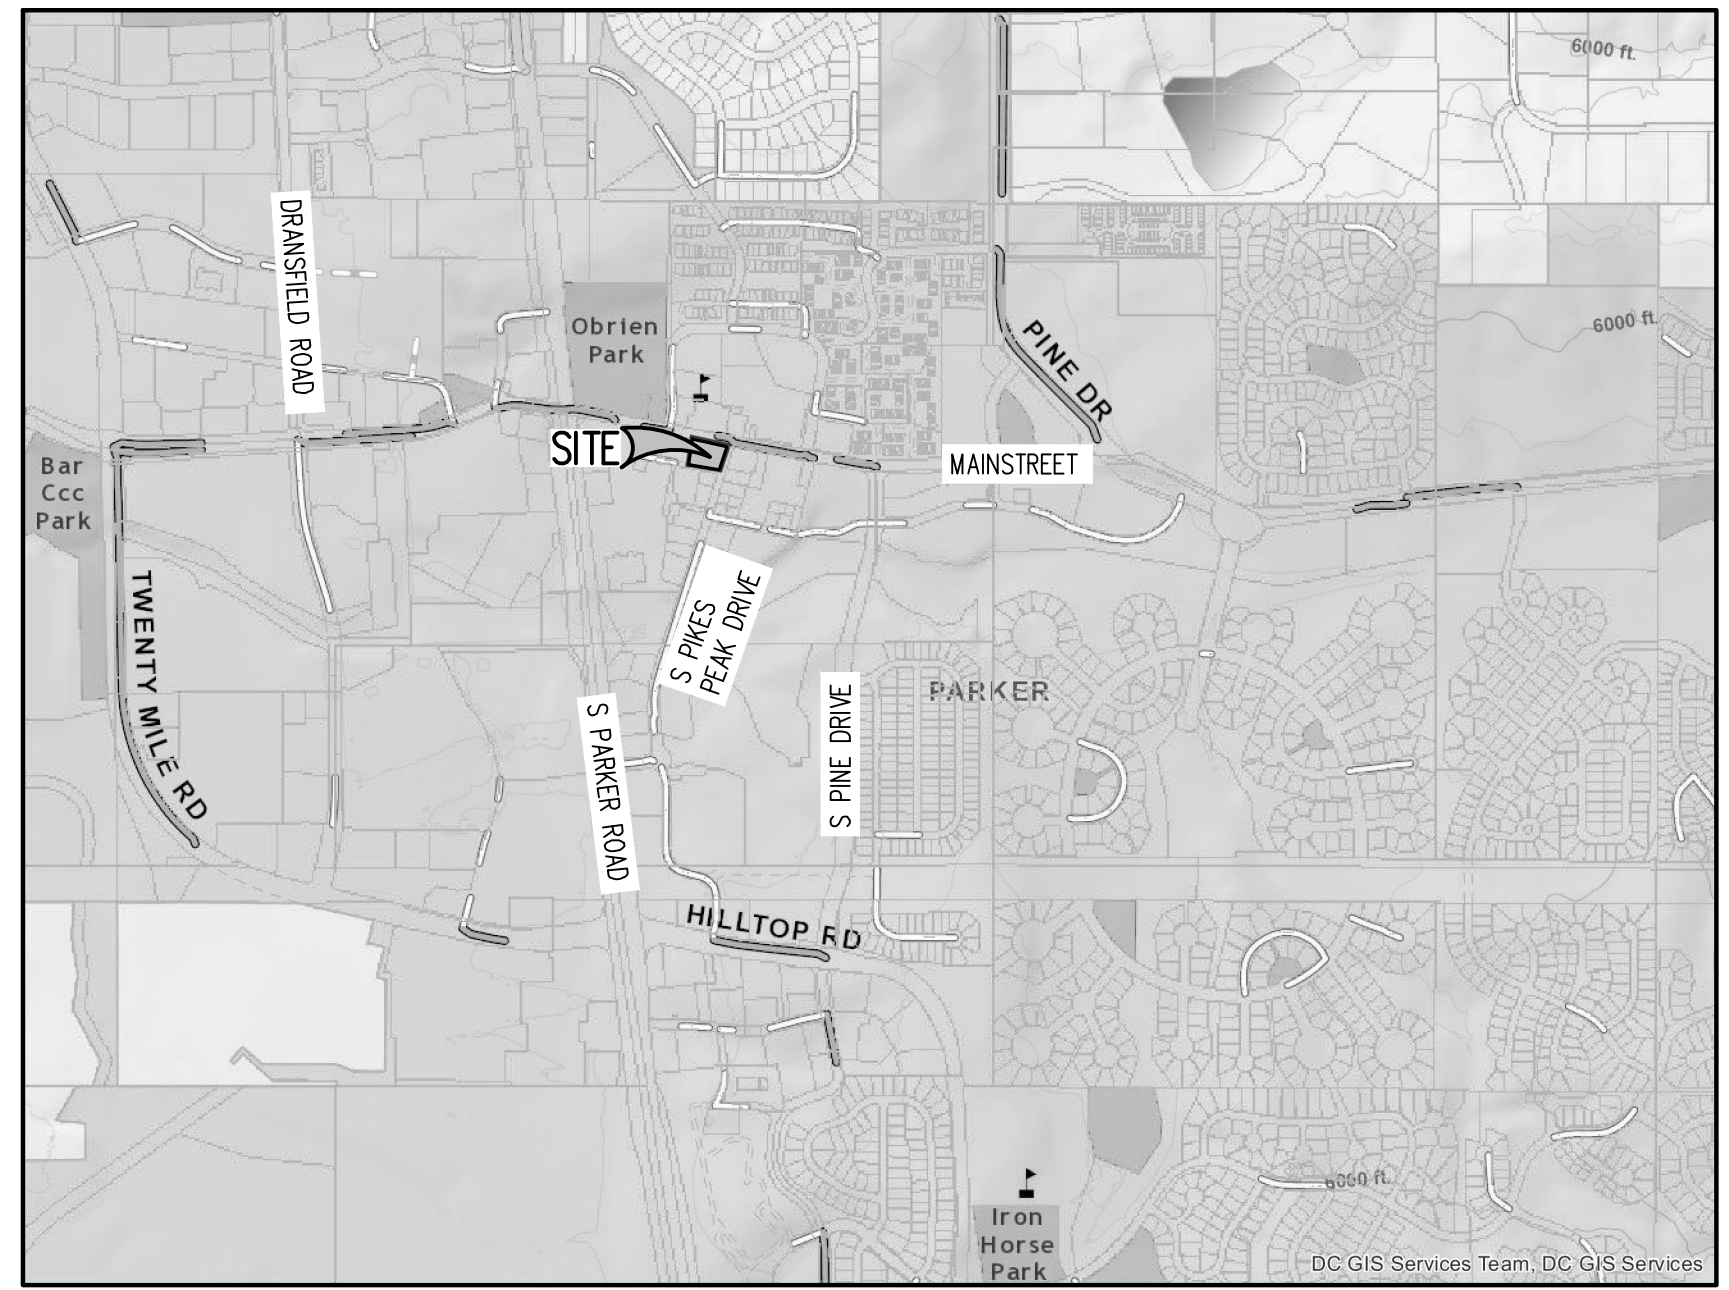 6000 ft.
DRANSFIELD ROAD
Obrien
Park
PINE DR
6000 ft.
SITE
MAINSTREET
Bar
Ccc
Park
TWENTY MILE RD
S PIKES
PEAK DRIVE
S PARKER ROAD
S PINE DRIVE
PARKER
HILLTOP RD
6000 ft.
Iron
Horse
Park
DC GIS Services Team, DC GIS Services